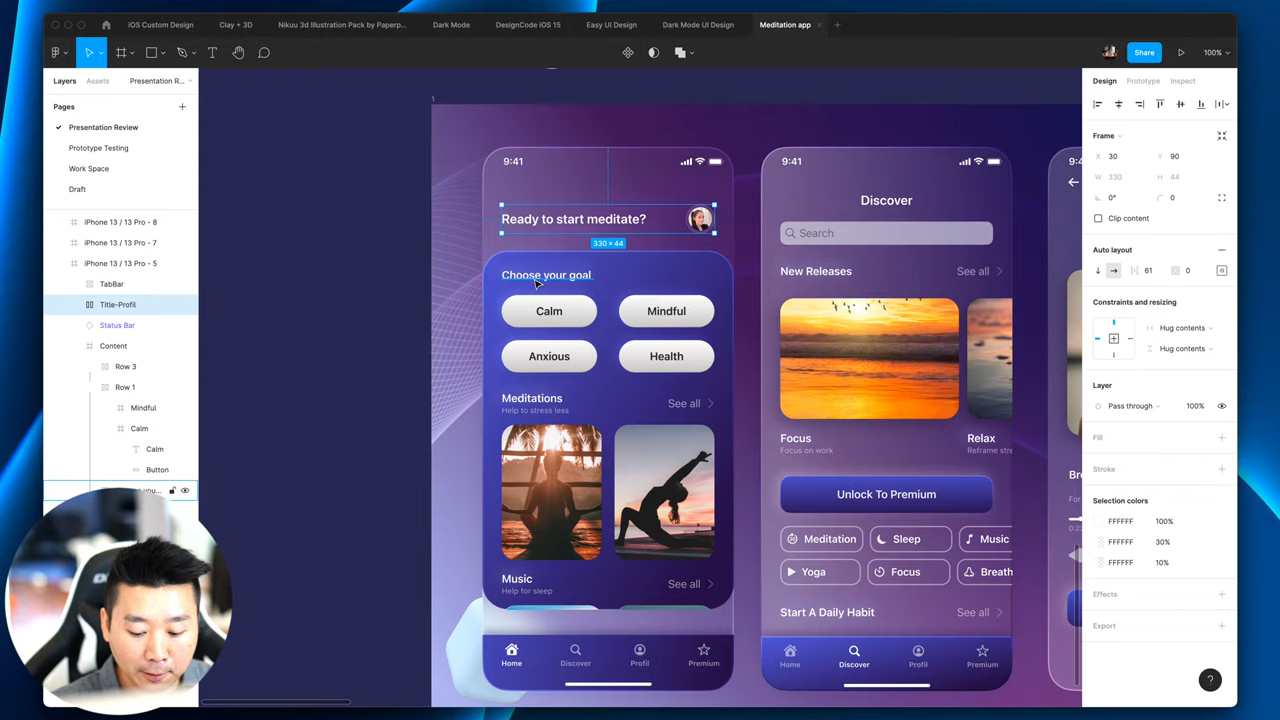 iOS Custom Design
Clay + 3D
Nikuu 3d Illustration Pack by Paperp...
Dark Mode
DesignCode iOS 15
Easy UI Design
Dark Mode UI Design
Meditation app
Share
100%
Layers
Assets
Presentation R...
Pages
Presentation Review
Prototype Testing
Work Space
Draft
iPhone 13 / 13 Pro - 8
iPhone 13 / 13 Pro - 7
iPhone 13 / 13 Pro - 5
TabBar
Title-Profil
Status Bar
Content
Row 3
Row 1
Mindful
Calm
Calm
Button
1
9:41
Ready to start meditate?
330 × 44
Choose your goal
Calm
Mindful
Anxious
Health
Meditations
Help to stress less
See all
Music
Help for sleep
See all
Home
Discover
Profil
Premium
9:41
Discover
Search
New Releases
See all
Focus
Focus on work
Relax
Reframe stre
Unlock To Premium
Meditation
Sleep
Music
Yoga
Focus
Breath
Start A Daily Habit
See all
Home
Discover
Profil
Premium
9:4
Br
For
0:2
Design
Prototype
Inspect
Frame
X 30
Y 90
W 330
H 44
0°
0
Clip content
Auto layout
61
0
Constraints and resizing
Hug contents
Hug contents
Layer
Pass through
100%
Fill
Stroke
Selection colors
FFFFFF 100%
FFFFFF 30%
FFFFFF 10%
Effects
Export
?